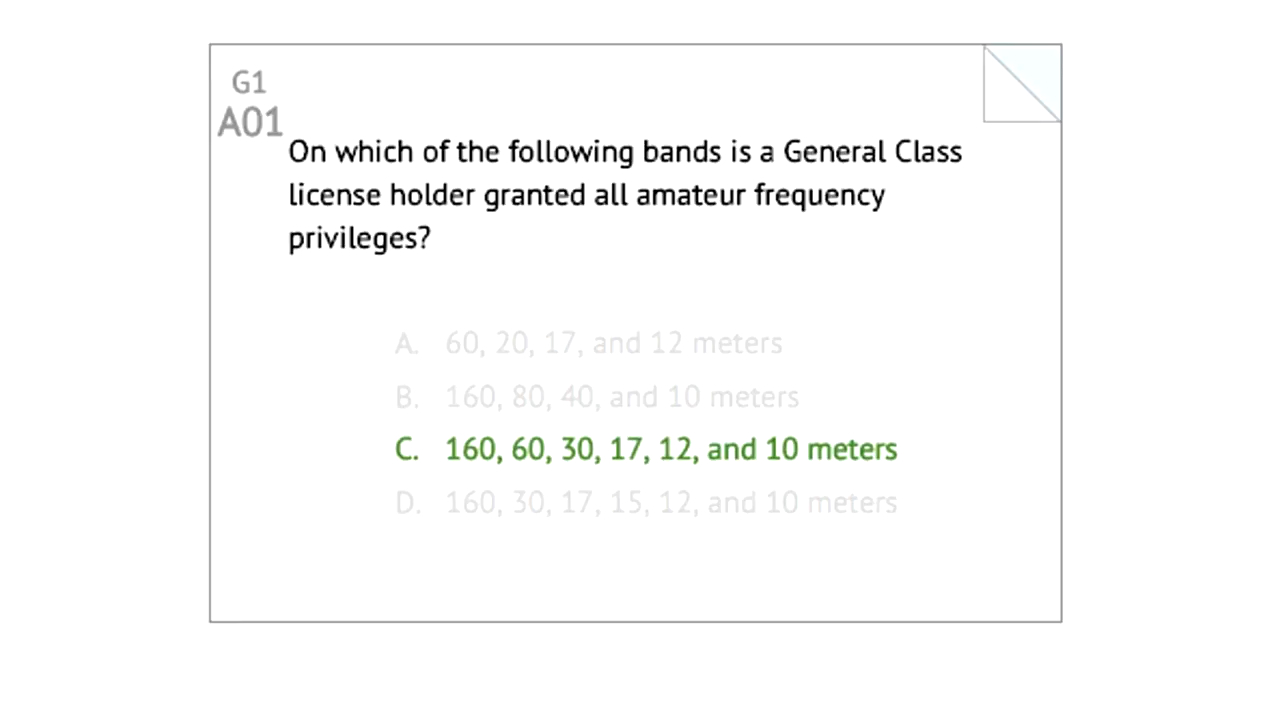 G1
A01
On which of the following bands is a General Class
license holder granted all amateur frequency
privileges?
A. 60, 20, 17, and 12 meters
B. 160, 80, 40, and 10 meters
C. 160, 60, 30, 17, 12, and 10 meters
D. 160, 30, 17, 15, 12, and 10 meters